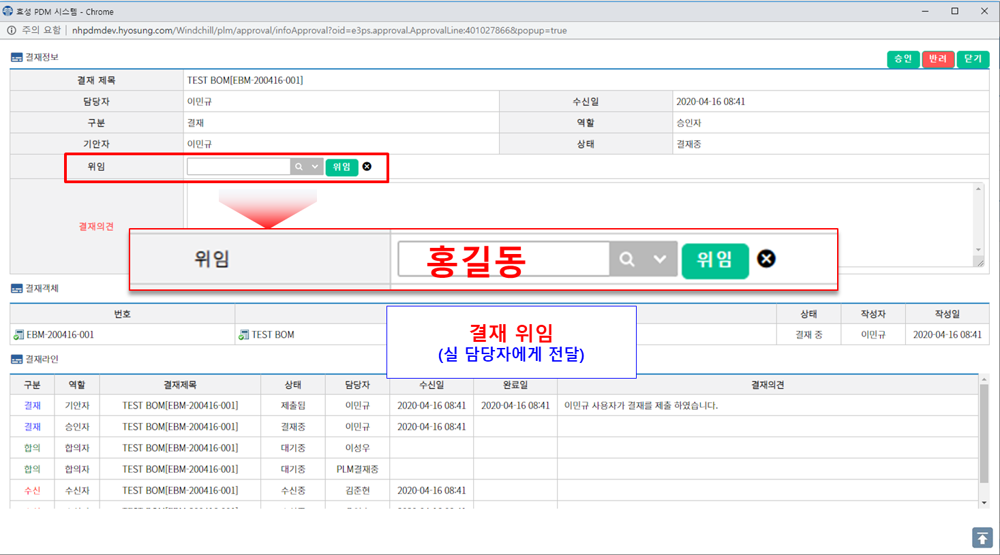 효성 PDM 시스템 - Chrome
주의 요함 | nhpdmdev.hyosung.com/Windchill/plm/approval/infoApproval?oid=e3ps.approval.ApprovalLine:401027866&popup=true
결재정보
승인 반려 닫기
결재 제목 TEST BOM[EBM-200416-001]
담당자 이민규 수신일 2020-04-16 08:41
구분 결재 역할 승인자
기안자 이민규 상태 결재중
위임 위임
결재의견
위임 홍길동 위임
결재객체
번호 상태 작성자 작성일
EBM-200416-001 TEST BOM 결재 중 이민규 2020-04-16 08:41
결재 위임
(실 담당자에게 전달)
결재라인
구분 역할 결재제목 상태 담당자 수신일 완료일 결재의견
결재 기안자 TEST BOM[EBM-200416-001] 제출됨 이민규 2020-04-16 08:41 2020-04-16 08:41 이민규 사용자가 결재를 제출 하였습니다.
결재 승인자 TEST BOM[EBM-200416-001] 결재중 이민규 2020-04-16 08:41
합의 합의자 TEST BOM[EBM-200416-001] 대기중 이성우
합의 합의자 TEST BOM[EBM-200416-001] 대기중 PLM결재중
수신 수신자 TEST BOM[EBM-200416-001] 수신중 김준현 2020-04-16 08:41